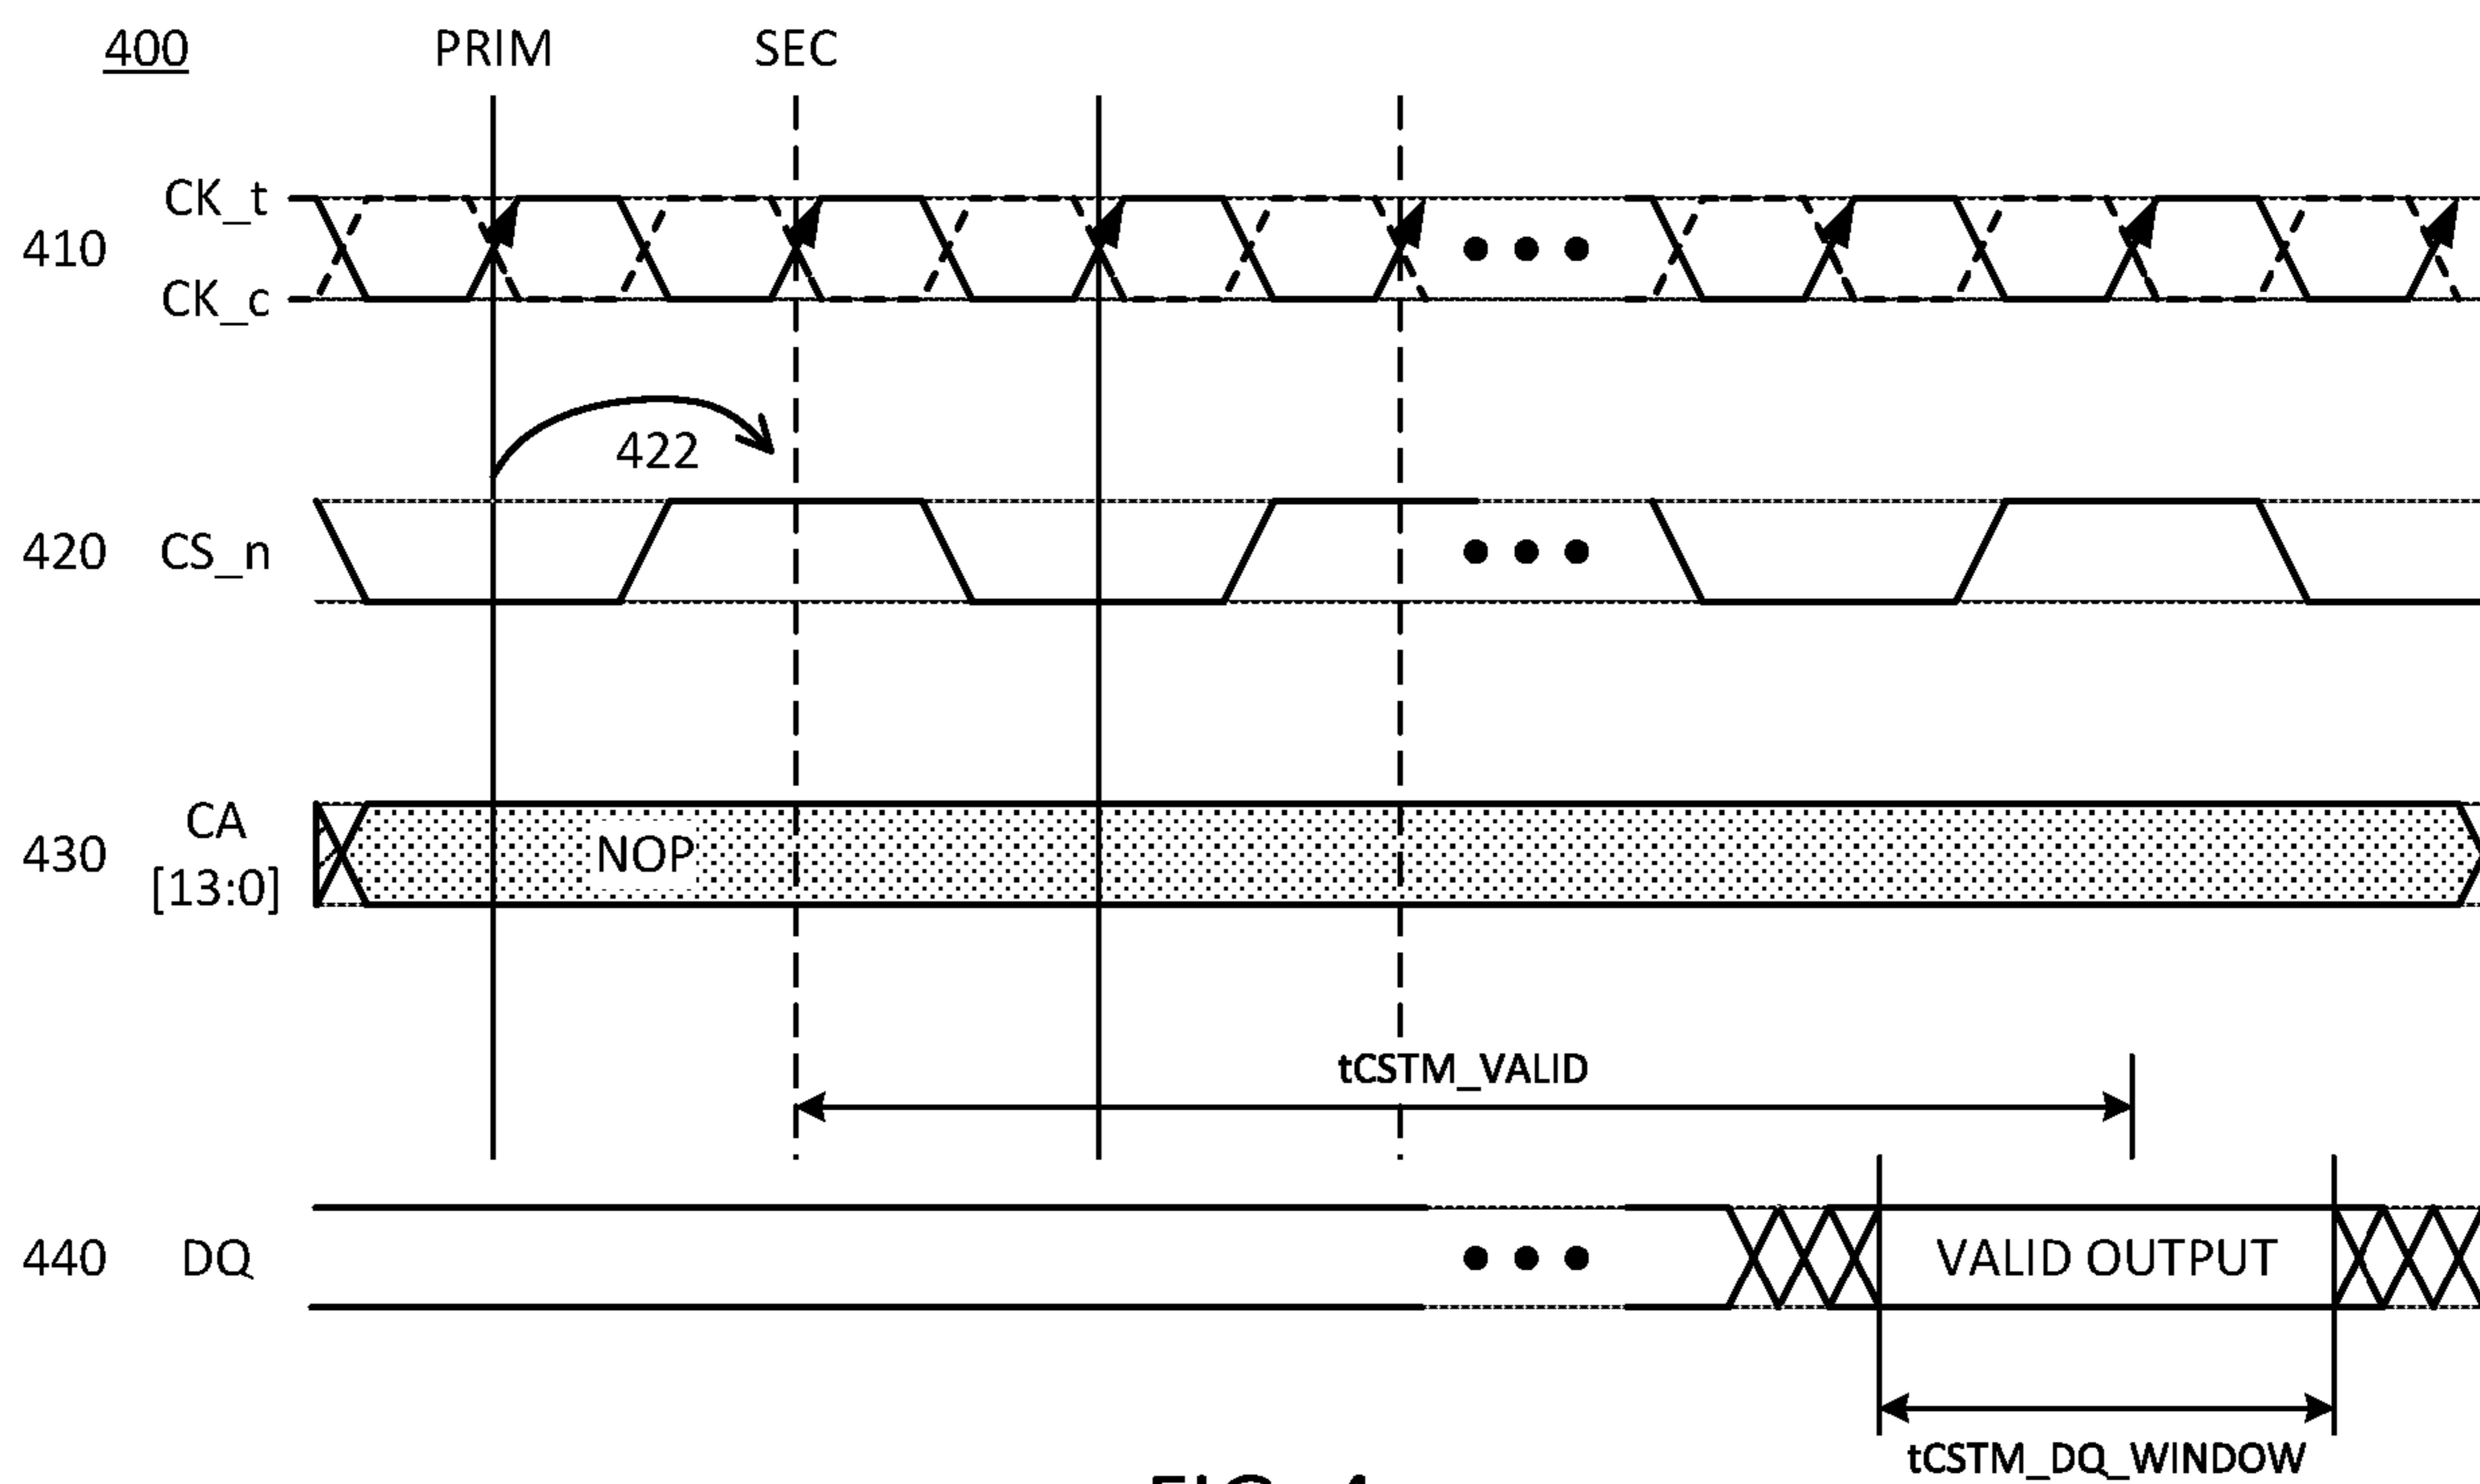 400 PRIM SEC
CK_t
410
CK_c
422
420 CS_n
CA
430 NOP
[13:0]
tCSTM_VALID
440 DQ VALID OUTPUT
tCSTM_DQ_WINDOW